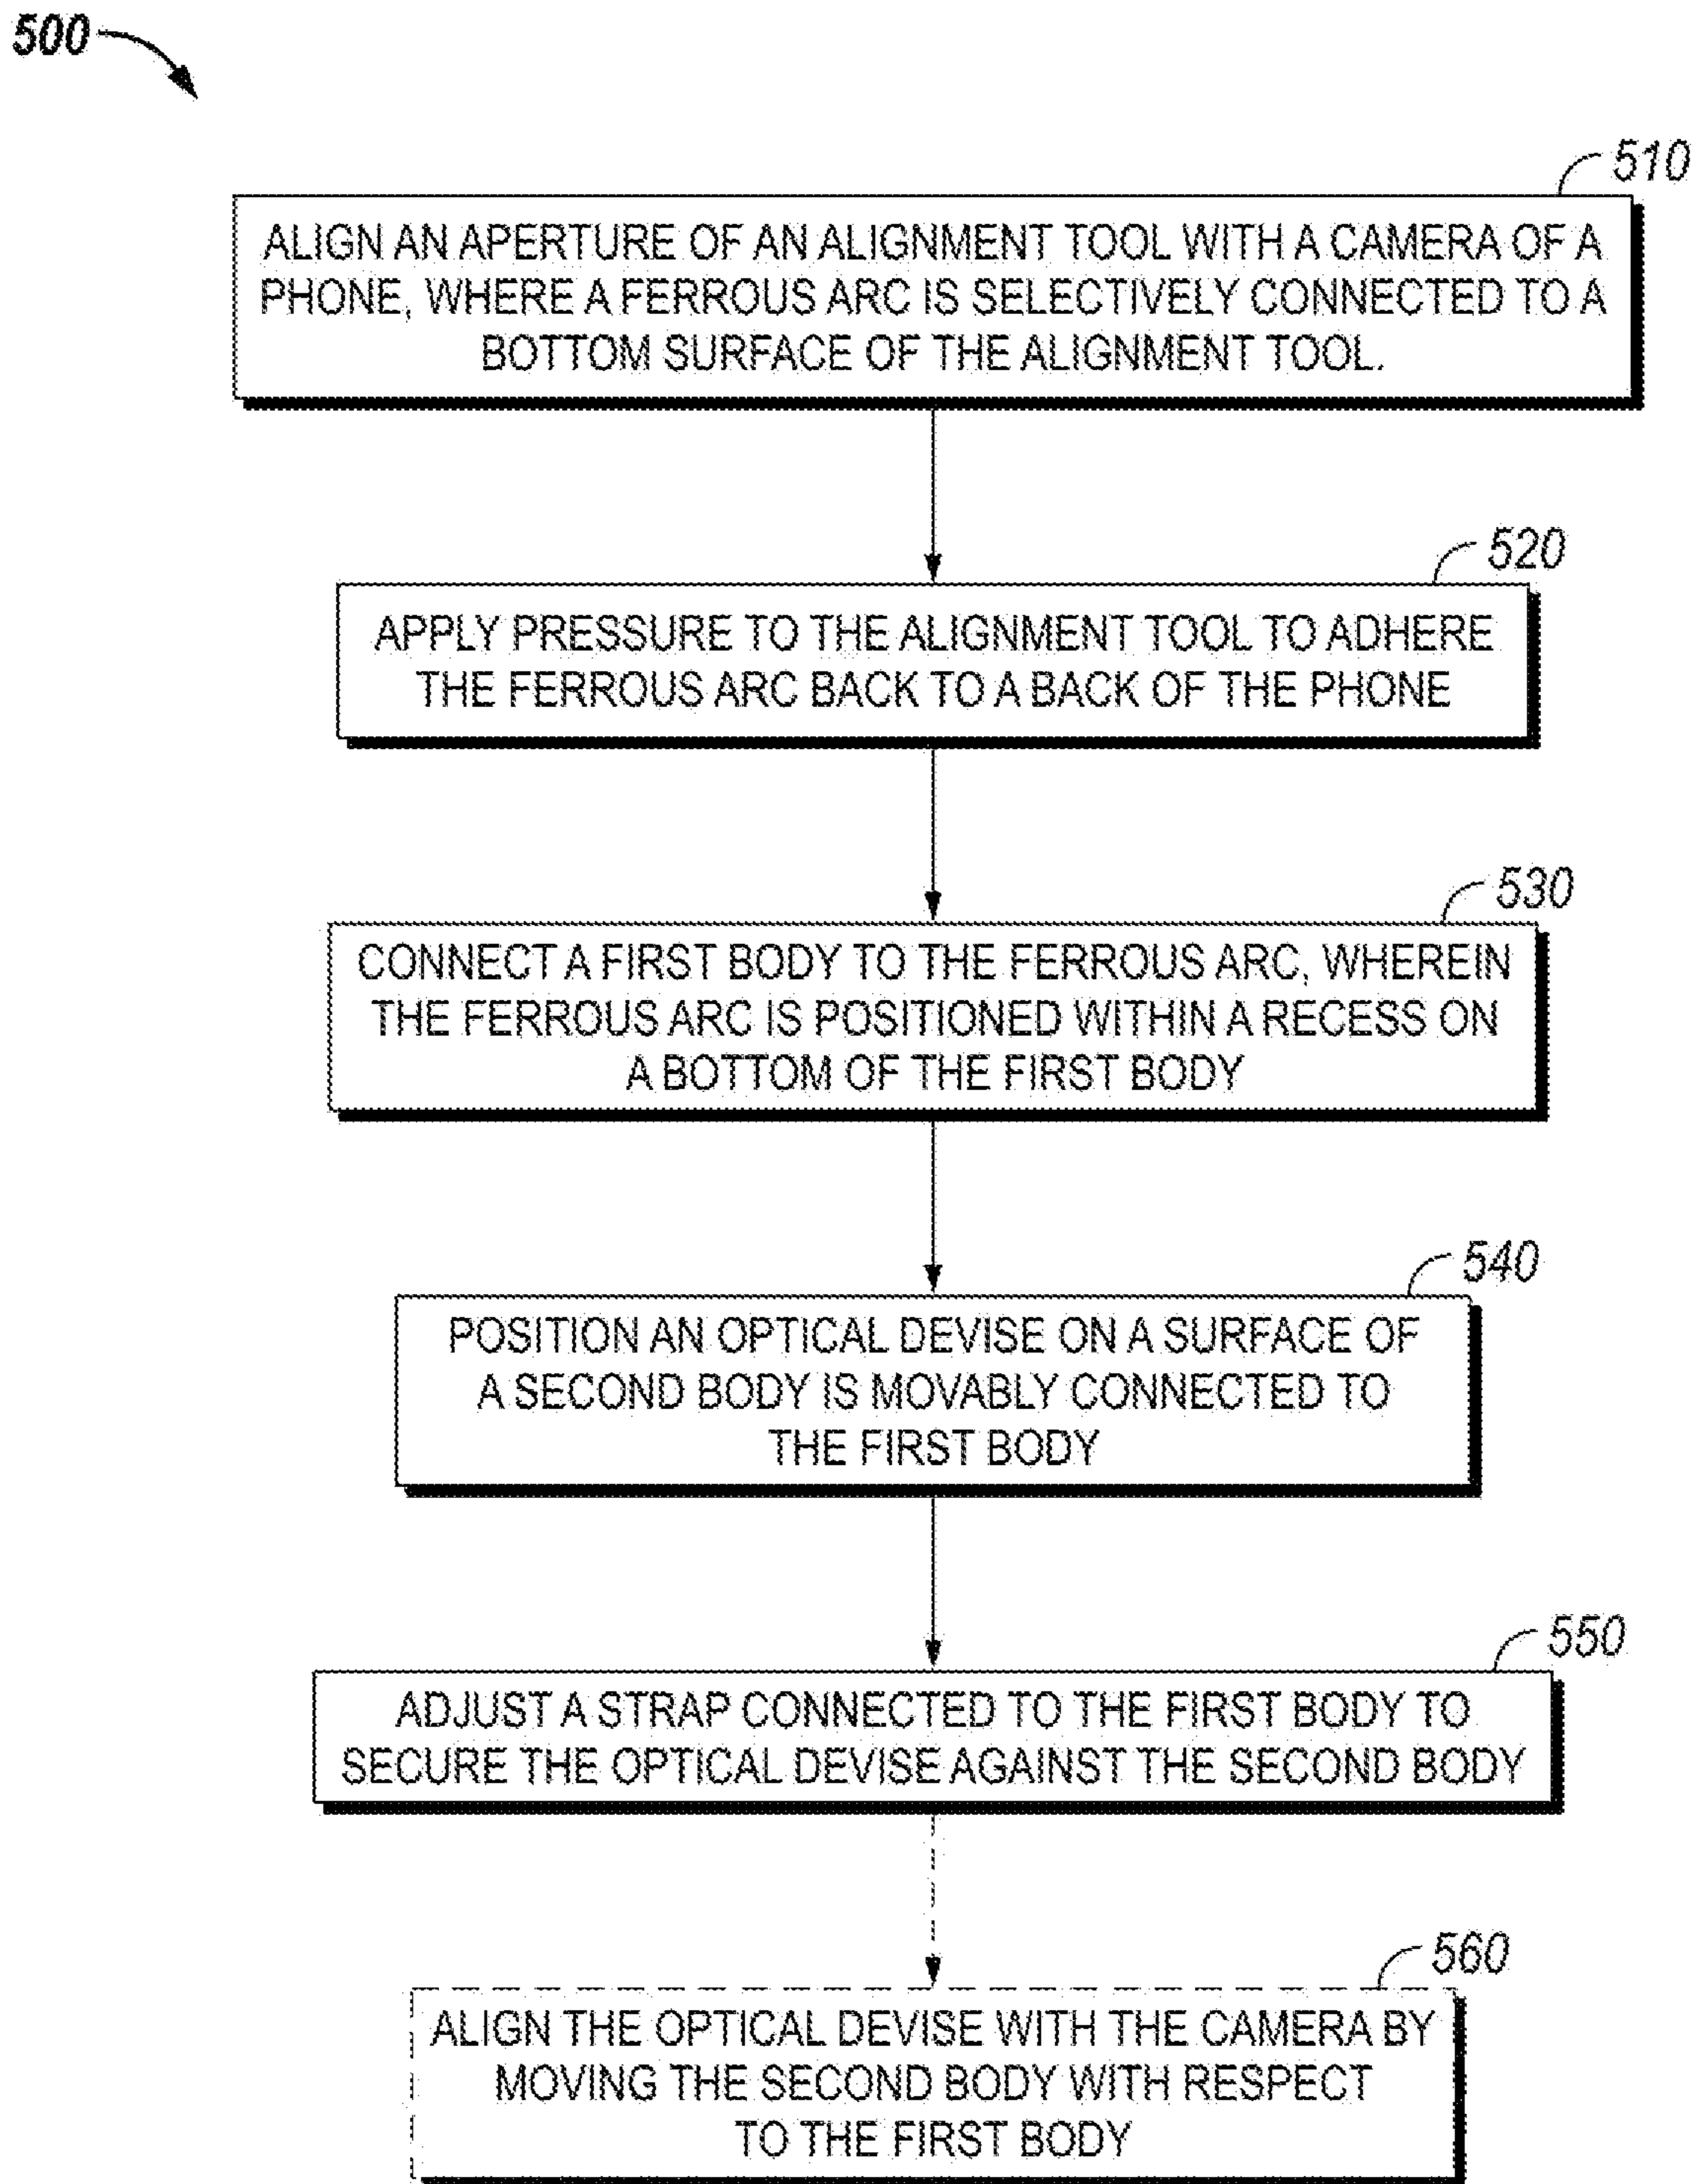 500
510
ALIGN AN APERTURE OF AN ALIGNMENT TOOL WITH A CAMERA OF A
PHONE, WHERE A FERROUS ARC IS SELECTIVELY CONNECTED TO A
BOTTOM SURFACE OF THE ALIGNMENT TOOL.
520
APPLY PRESSURE TO THE ALIGNMENT TOOL TO ADHERE
THE FERROUS ARC BACK TO A BACK OF THE PHONE
530
CONNECT A FIRST BODY TO THE FERROUS ARC, WHEREIN
THE FERROUS ARC IS POSITIONED WITHIN A RECESS ON
A BOTTOM OF THE FIRST BODY
540
POSITION AN OPTICAL DEVISE ON A SURFACE OF
A SECOND BODY IS MOVABLY CONNECTED TO
THE FIRST BODY
550
ADJUST A STRAP CONNECTED TO THE FIRST BODY TO
SECURE THE OPTICAL DEVISE AGAINST THE SECOND BODY
560
ALIGN THE OPTICAL DEVISE WITH THE CAMERA BY
MOVING THE SECOND BODY WITH RESPECT
TO THE FIRST BODY